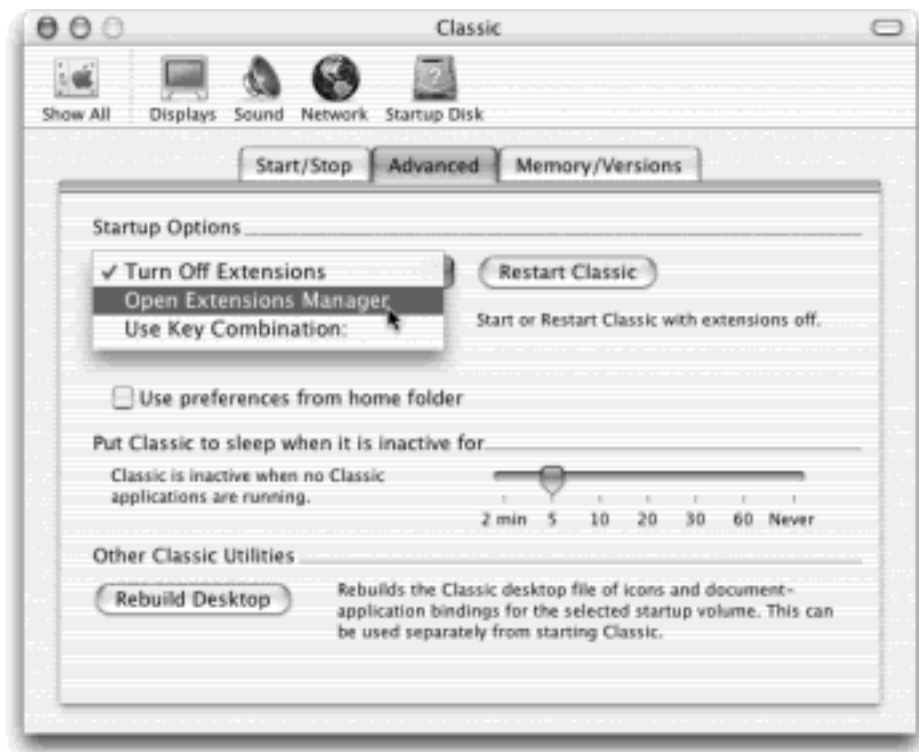 Classic
Show All Displays Sound Network Startup Disk
Start/Stop Advanced Memory/Versions
Startup Options
✓ Turn Off Extensions
Restart Classic
Open Extensions Manager
Use Key Combination:
Start or Restart Classic with extensions off.
Use preferences from home folder
Put Classic to sleep when it is inactive for
Classic is inactive when no Classic
applications are running.
2 min 5 10 20 30 60 Never
Other Classic Utilities
Rebuild Desktop
Rebuilds the Classic desktop file of icons and document-
application bindings for the selected startup volume. This can
be used separately from starting Classic.